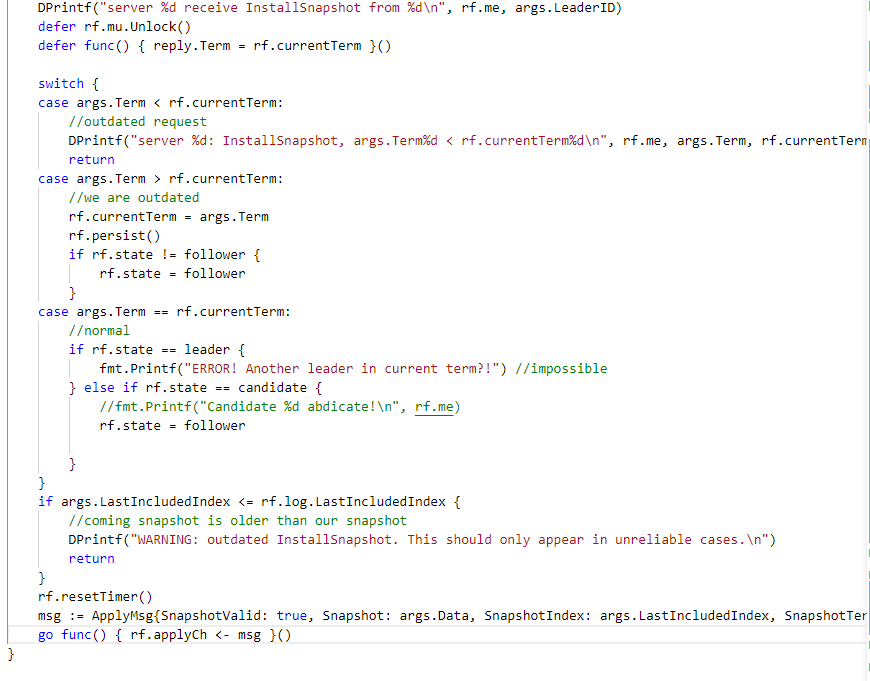 DPrintf("server %d receive InstallSnapshot from %d\n", rf.me, args.LeaderID)
defer rf.mu.Unlock()
defer func() { reply.Term = rf.currentTerm }()
switch {
case args.Term < rf.currentTerm:
//outdated request
DPrintf("server %d: InstallSnapshot, args.Term%d < rf.currentTerm%d\n", rf.me, args.Term, rf.currentTerm
return
case args.Term > rf.currentTerm:
//we are outdated
rf.currentTerm = args.Term
rf.persist()
if rf.state != follower {
rf.state = follower
}
case args.Term == rf.currentTerm:
//normal
if rf.state == leader {
fmt.Printf("ERROR! Another leader in current term?!") //impossible
} else if rf.state == candidate {
//fmt.Printf("Candidate %d abdicate!\n", rf.me)
rf.state = follower
}
}
if args.LastIncludedIndex <= rf.log.LastIncludedIndex {
//coming snapshot is older than our snapshot
DPrintf("WARNING: outdated InstallSnapshot. This should only appear in unreliable cases.\n")
return
}
rf.resetTimer()
msg := ApplyMsg{SnapshotValid: true, Snapshot: args.Data, SnapshotIndex: args.LastIncludedIndex, SnapshotTer
go func() { rf.applyCh <- msg }()
}